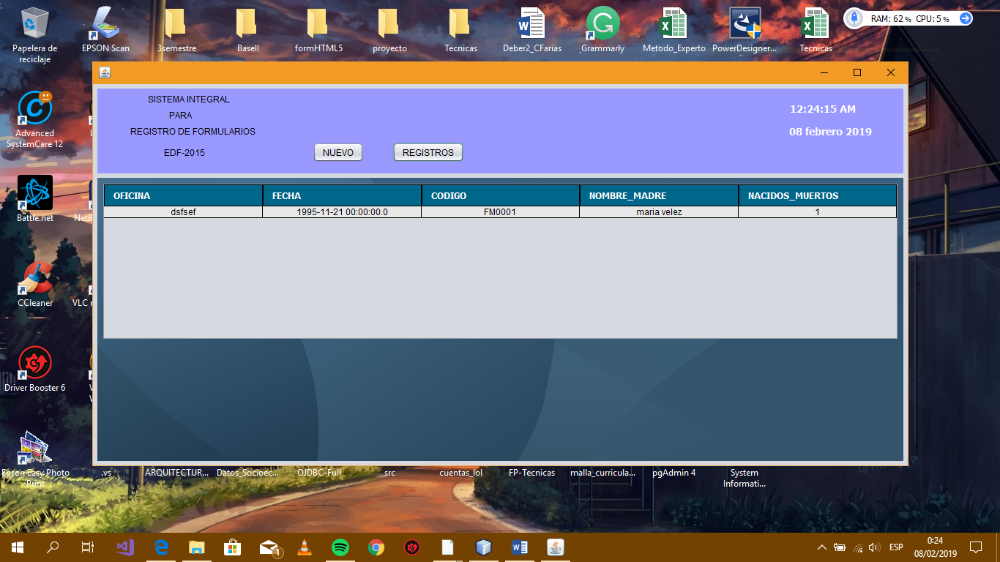 Papelera de
reciclaje
EPSON Scan
3semestre
Basell
formHTML5
proyecto
Tecnicas
Deber2_CFarias
Grammarly
Metodo_Experto
PowerDesigner...
Tecnicas
RAM: 62 % CPU: 5 %
SISTEMA INTEGRAL
PARA
REGISTRO DE FORMULARIOS
EDF-2015
NUEVO
REGISTROS
12:24:15 AM
08 febrero 2019
OFICINA FECHA CODIGO NOMBRE_MADRE NACIDOS_MUERTOS
dsfsef 1995-11-21 00:00:00.0 FM0001 maria velez 1
Advanced
SystemCare 12
Battle.net
NetB
CCleaner
VLC
Driver Booster 6
Epson Easy Photo
Print
.vs
ARQUITECTUR...
Datos_Socioec...
OJDBC-Full
src
cuentas_lol
FP-Tecnicas
malla_curricula...
pgAdmin 4
System
Informati...
1
ESP
0:24
08/02/2019